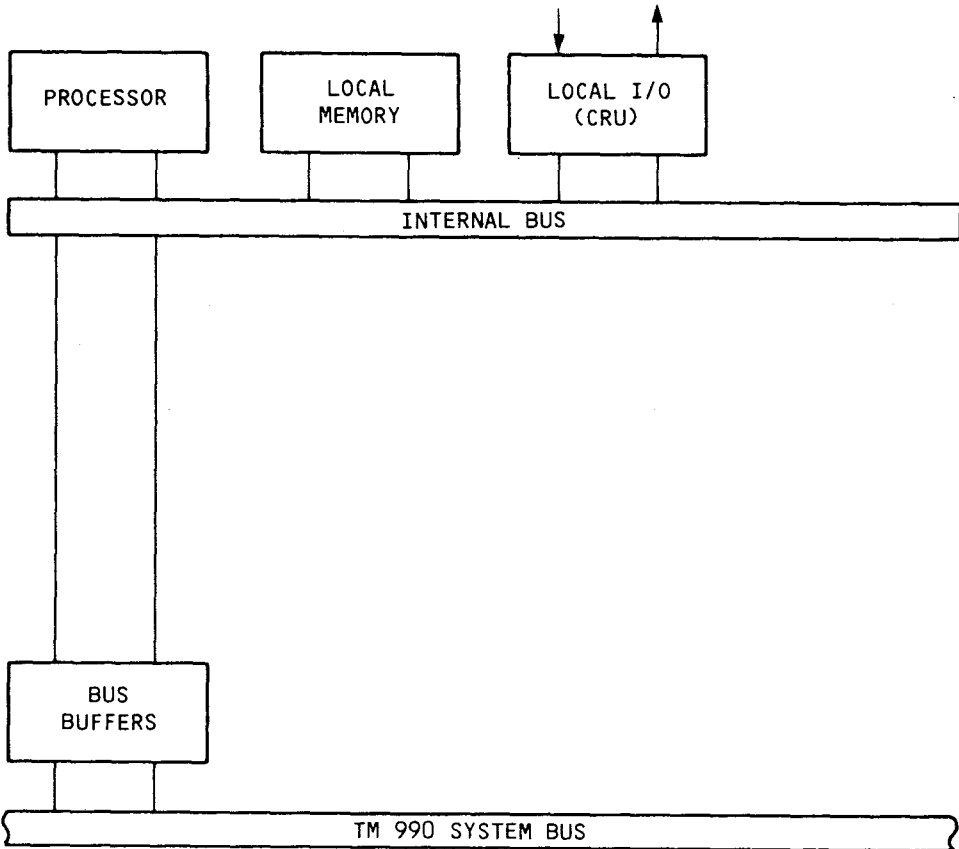 PROCESSOR
LOCAL
MEMORY
LOCAL I/O
(CRU)
INTERNAL BUS
BUS
BUFFERS
TM 990 SYSTEM BUS